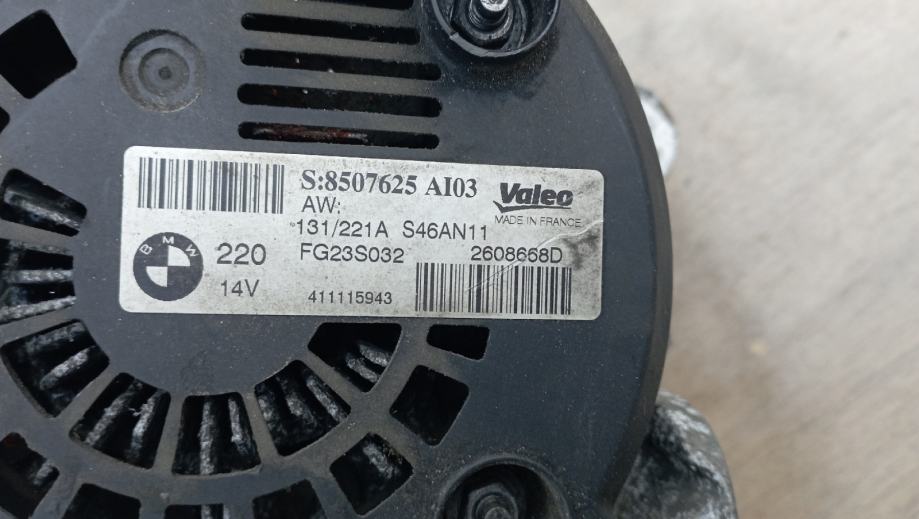 S:8507625 AI03
Valeo
AW:
MADE IN FRANCE
131/221A S46AN11
BMW
220
FG23S032
2608668D
14V
411115943